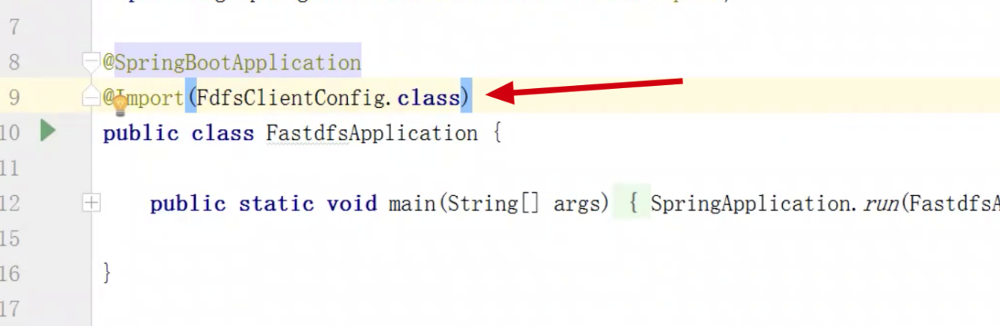 7
8 @SpringBootApplication
9 @Import(FdfsClientConfig.class)
10 public class FastdfsApplication {
11
12 public static void main(String[] args) { SpringApplication.run(FastdfsA
15
16 }
17